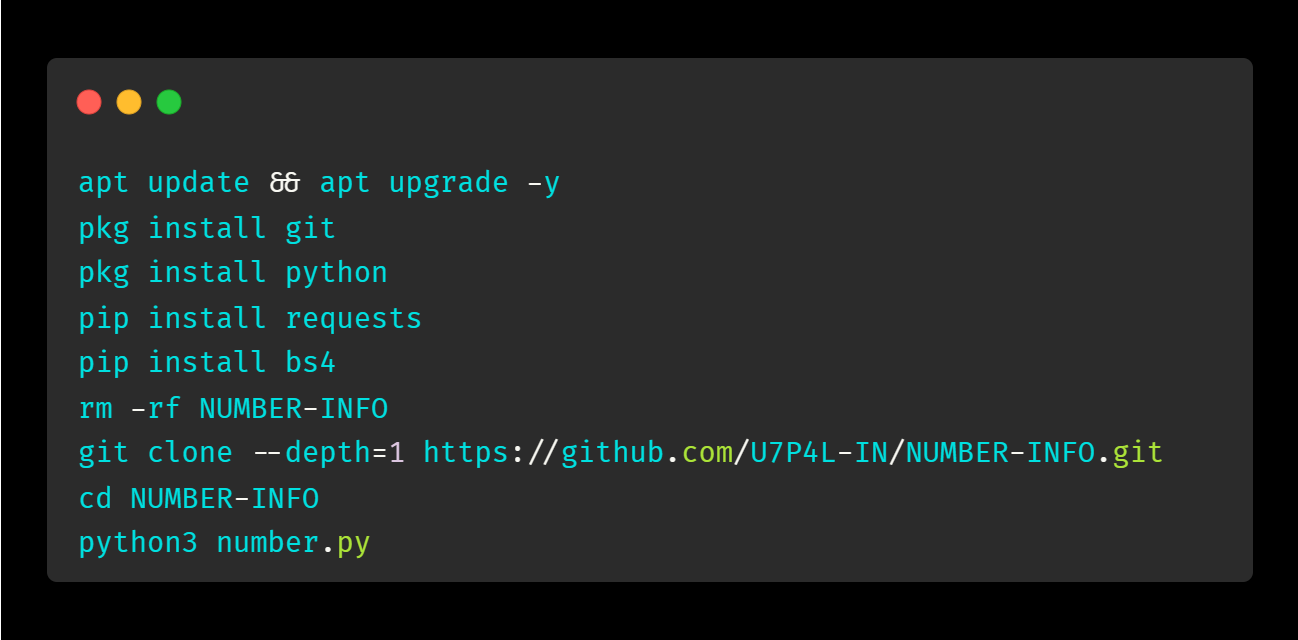 apt update && apt upgrade -y
pkg install git
pkg install python
pip install requests
pip install bs4
rm -rf NUMBER-INFO
git clone --depth=1 https://github.com/U7P4L-IN/NUMBER-INFO.git
cd NUMBER-INFO
python3 number.py